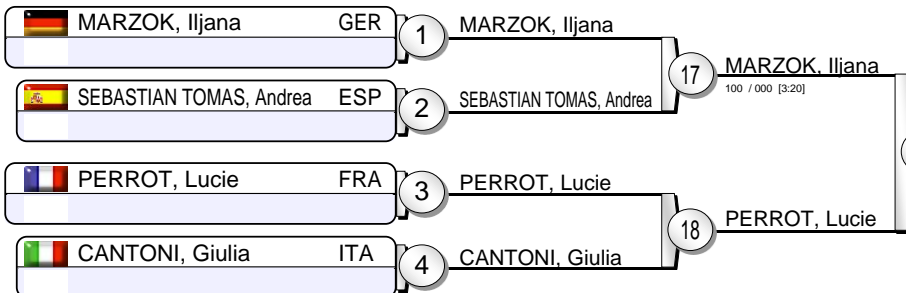 MARZOK, Iljana GER
1
MARZOK, Iljana
17
MARZOK, Iljana
100 / 000 [3:20]
SEBASTIAN TOMAS, Andrea ESP
2
SEBASTIAN TOMAS, Andrea
PERROT, Lucie FRA
3
PERROT, Lucie
18
PERROT, Lucie
CANTONI, Giulia ITA
4
CANTONI, Giulia